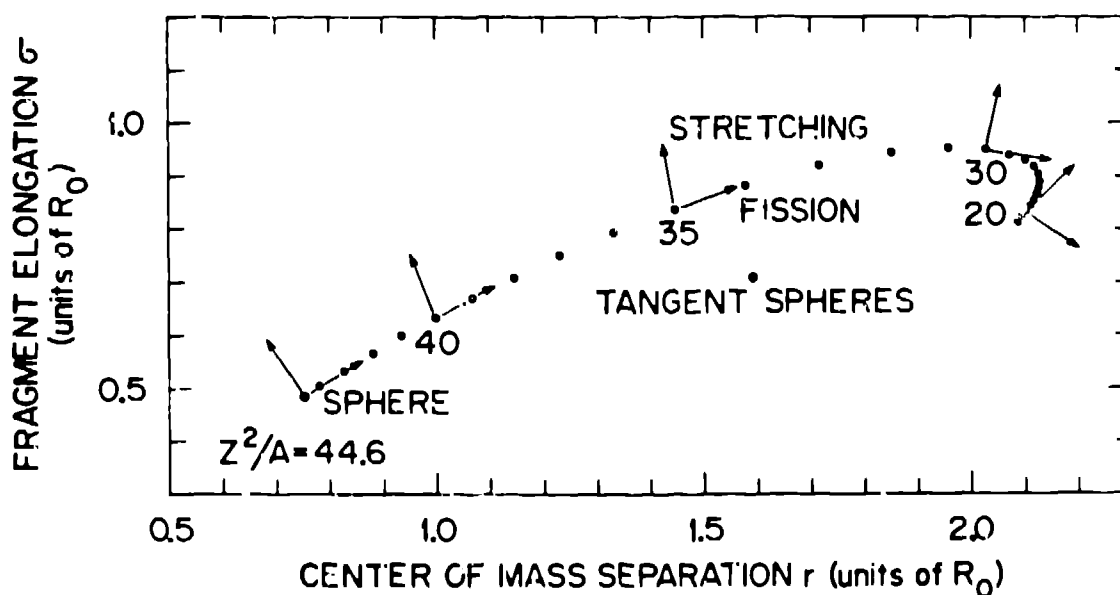 FRAGMENT ELONGATION σ
(units of R₀)
1.0
0.5
STRETCHING
FISSION
30
20
35
TANGENT SPHERES
40
SPHERE
Z²/A = 44.6
0.5
1.0
1.5
2.0
CENTER OF MASS SEPARATION r (units of R₀)